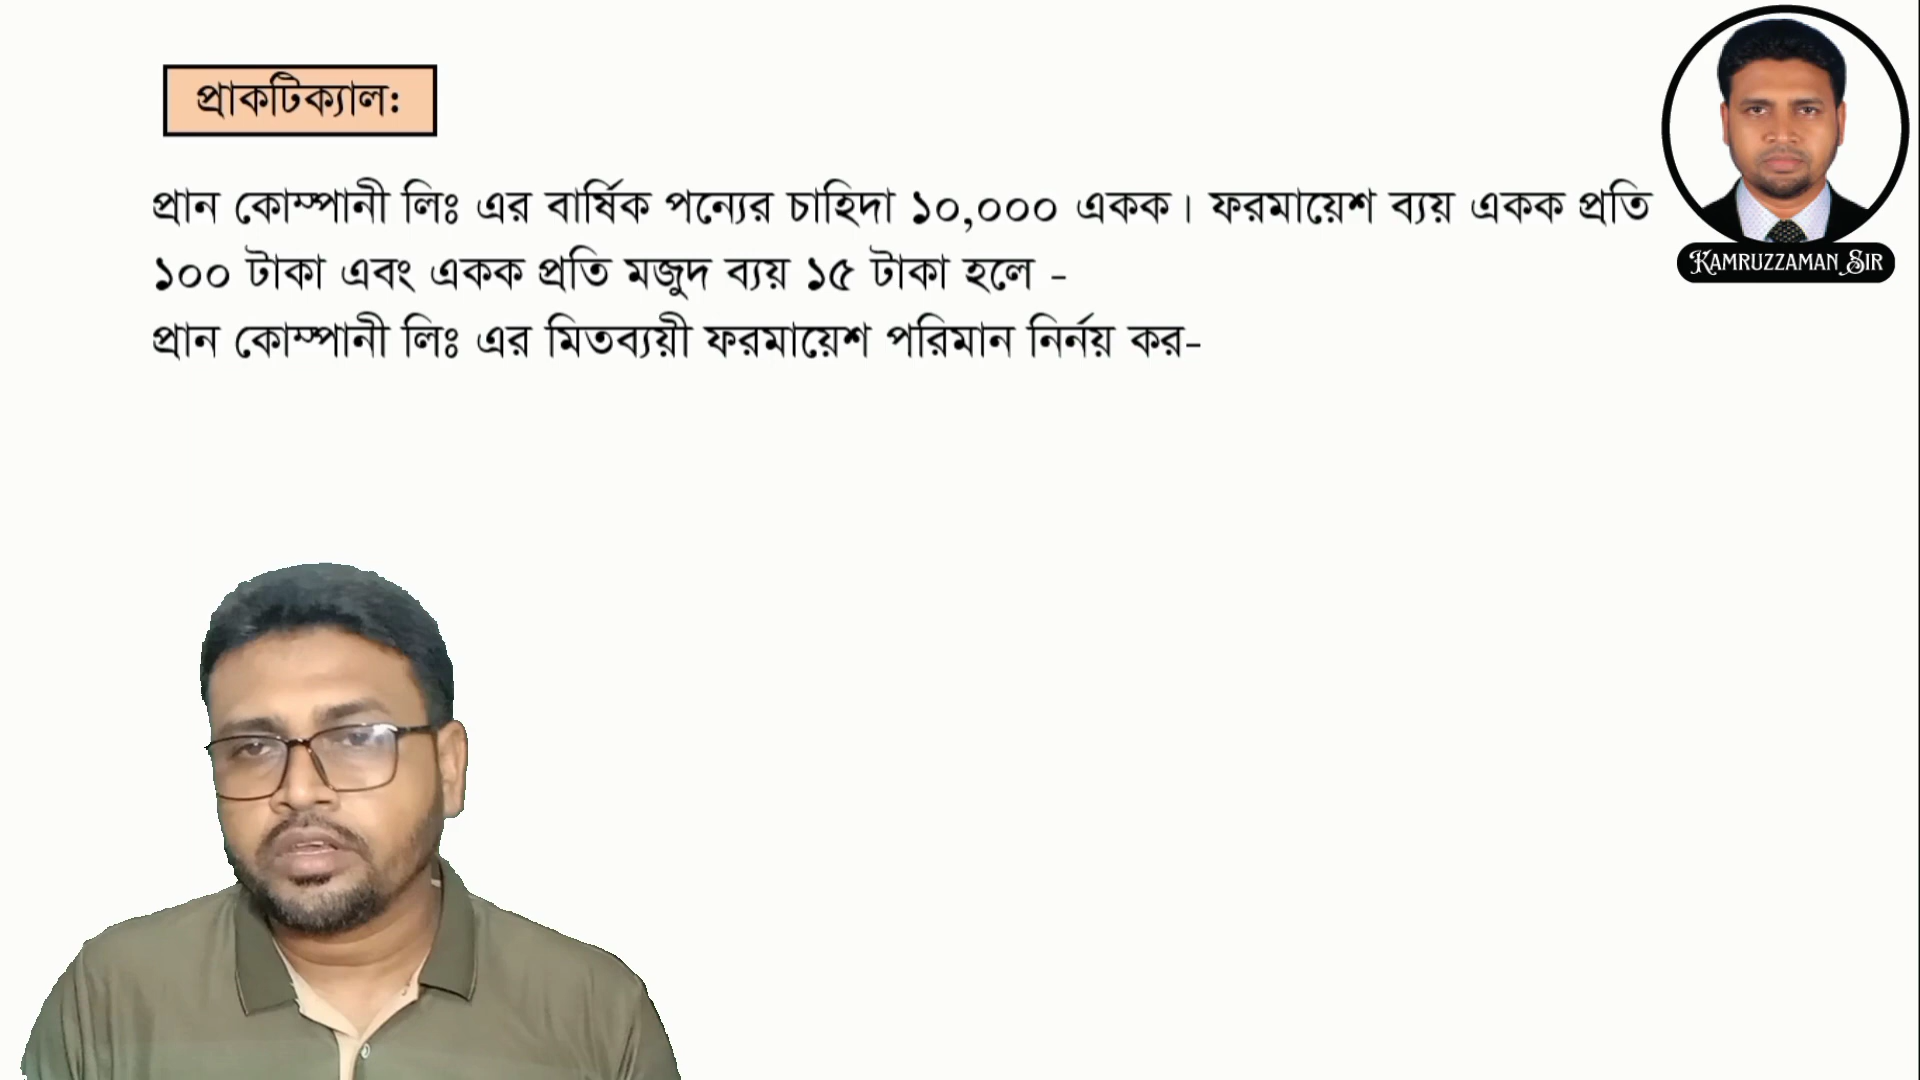 প্রাকটিক্যাল:
প্রান কোম্পানী লিঃ এর বার্ষিক পন্যের চাহিদা ১০,০০০ একক। ফরমায়েশ ব্যয় একক প্রতি
১০০ টাকা এবং একক প্রতি মজুদ ব্যয় ১৫ টাকা হলে -
প্রান কোম্পানী লিঃ এর মিতব্যয়ী ফরমায়েশ পরিমান নির্নয় কর-
KAMRUZZAMAN SIR